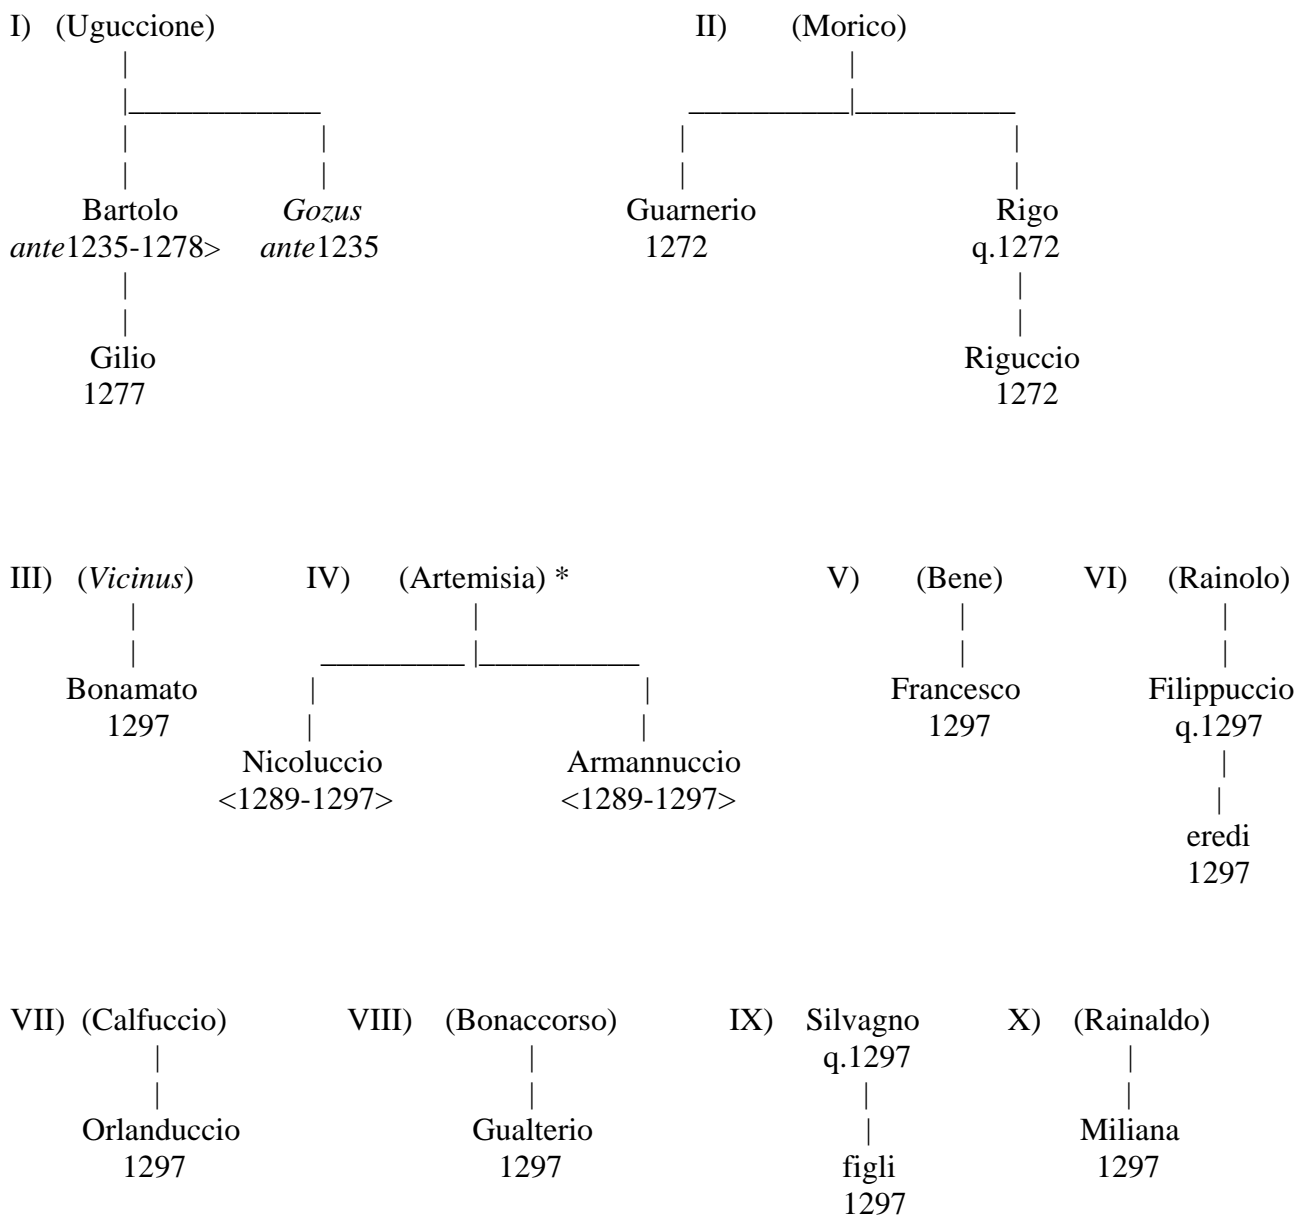 I) (Uguccione) II) (Morico)
Bartolo Gozus Guarnerio Rigo
ante1235-1278> ante1235 1272 q.1272
Gilio Riguccio
1277 1272
III) (Vicinus) IV) (Artemisia) * V) (Bene) VI) (Rainolo)
Bonamato Francesco Filippuccio
1297 1297 q.1297
Nicoluccio Armannuccio
<1289-1297> <1289-1297>
eredi
1297
VII) (Calfuccio) VIII) (Bonaccorso) IX) Silvagno X) (Rainaldo)
q.1297
Orlanduccio Gualterio Miliana
1297 1297 1297
figli
1297